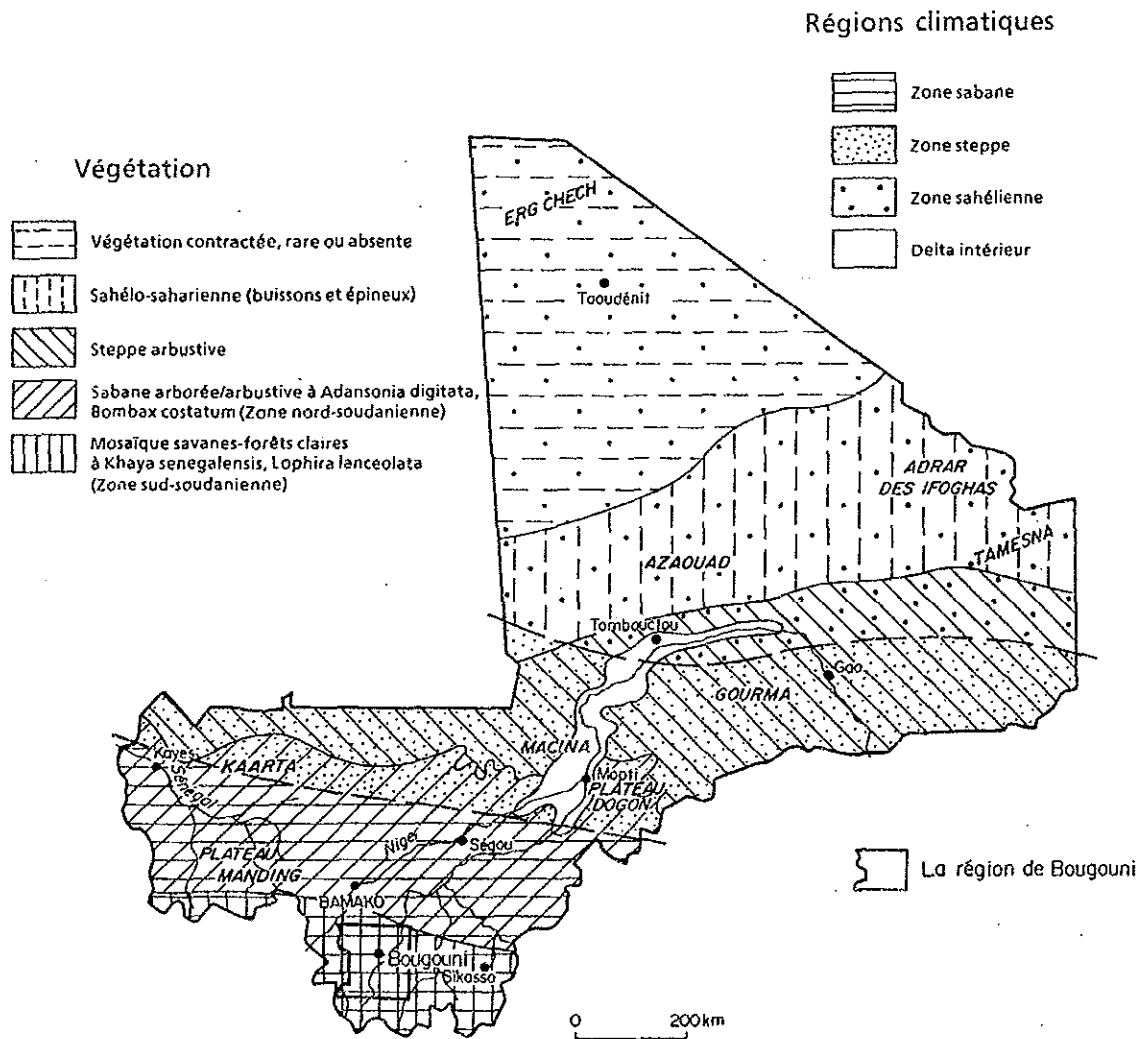 Régions climatiques
Zone sabane
Zone steppe
Zone sahélienne
Delta intérieur
Végétation
Végétation contractée, rare ou absente
Sahélo-saharienne (buissons et épineux)
Steppe arbustive
Sabane arborée/arbustive à Adansonia digitata,
Bombax costatum (Zone nord-soudanienne)
Mosaïque savanes-forêts claires
à Khaya senegalensis, Lophira lanceolata
(Zone sud-soudanienne)
ERG CHECH
Taoudénit
ADRAR
DES IFOGHAS
TAMESNA
AZAOUAD
Tombouctou
Gao
GOURMA
MACINA
KAARTA
Kayes
Sénégal
Mopti
PLATEAU
DOGON
Niger
Ségou
PLATEAU
MANDING
BAMAKO
Bougouni
Sikasso
La région de Bougouni
0 200km